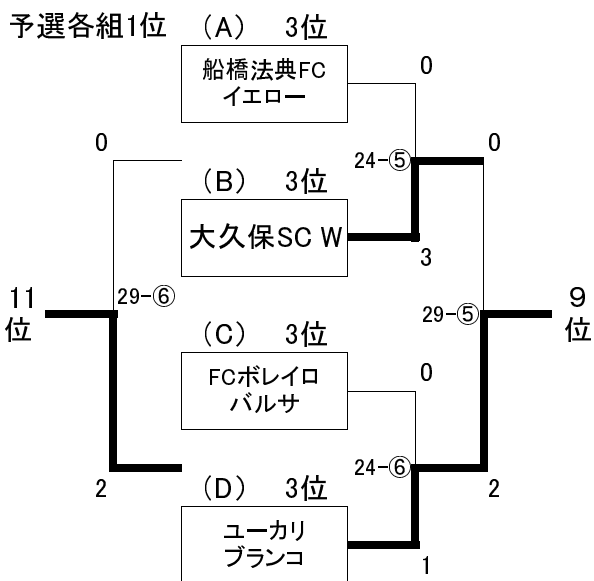 予選各組1位
（A） 3位
船橋法典FC
イエロー
0
0
24-⑤
0
（B） 3位
大久保SC W
3
11
位
29-⑥
29-⑤
9
位
（C） 3位
FCボレイロ
バルサ
0
24-⑥
2
（D） 3位
2
ユーカリ
ブランコ
1